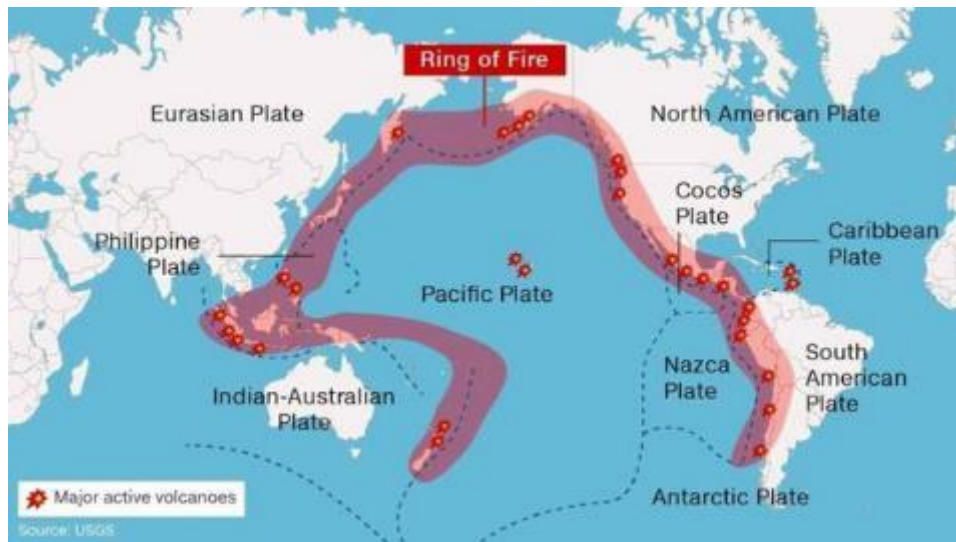 Ring of Fire
Eurasian Plate
North American Plate
Cocos
Plate
Philippine
Plate
Caribbean
Plate
Pacific Plate
Nazca
Plate
South
American
Plate
Indian-Australian
Plate
Antarctic Plate
Major active volcanoes
Source: USGS